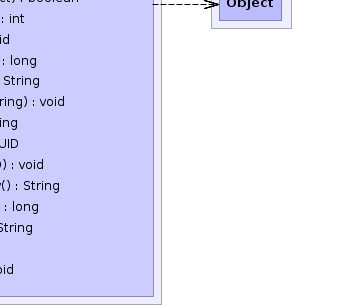 ct) : boolean
Object
: int
id
: long
String
ring) : void
ing
UID
) : void
() : String
: long
String
oid